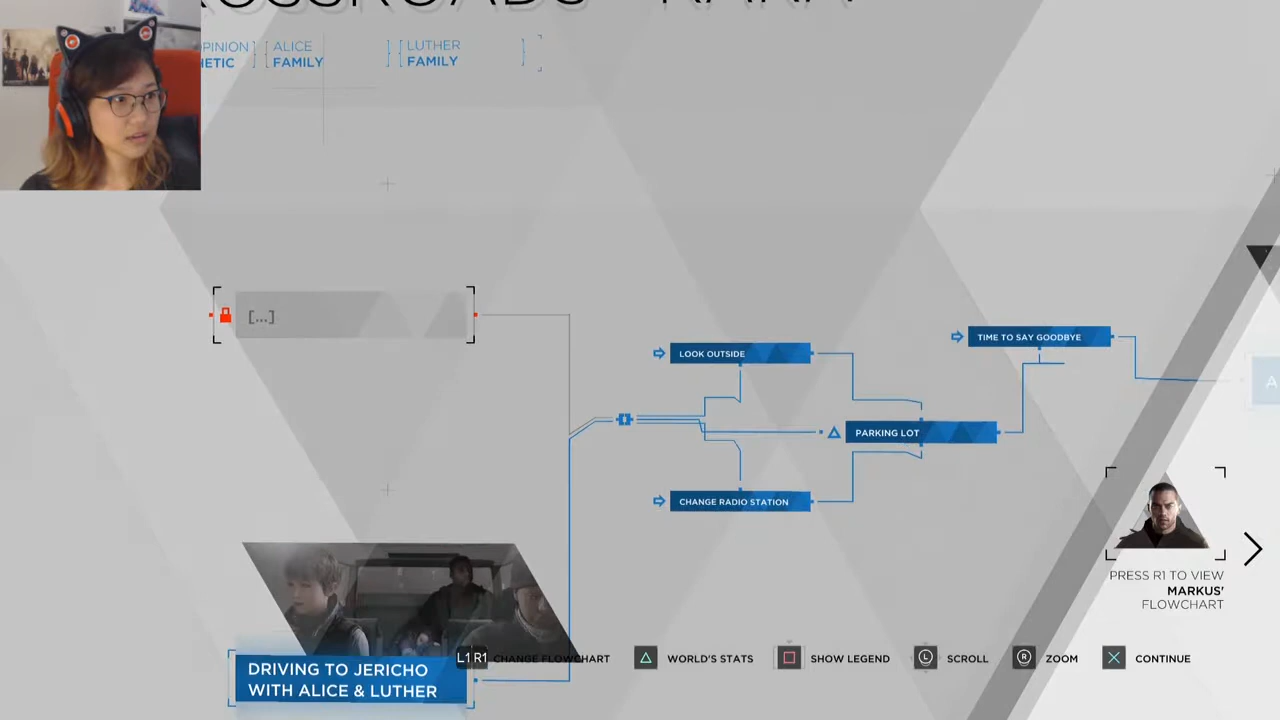 OPINION
ALICE
LUTHER
FAMILY
FAMILY
[...]
LOOK OUTSIDE
TIME TO SAY GOODBYE
PARKING LOT
CHANGE RADIO STATION
PRESS R1 TO VIEW
MARKUS'
FLOWCHART
DRIVING TO JERICHO
WITH ALICE & LUTHER
L1 R1 CHANGE FLOWCHART
WORLD'S STATS
SHOW LEGEND
L SCROLL
R ZOOM
CONTINUE